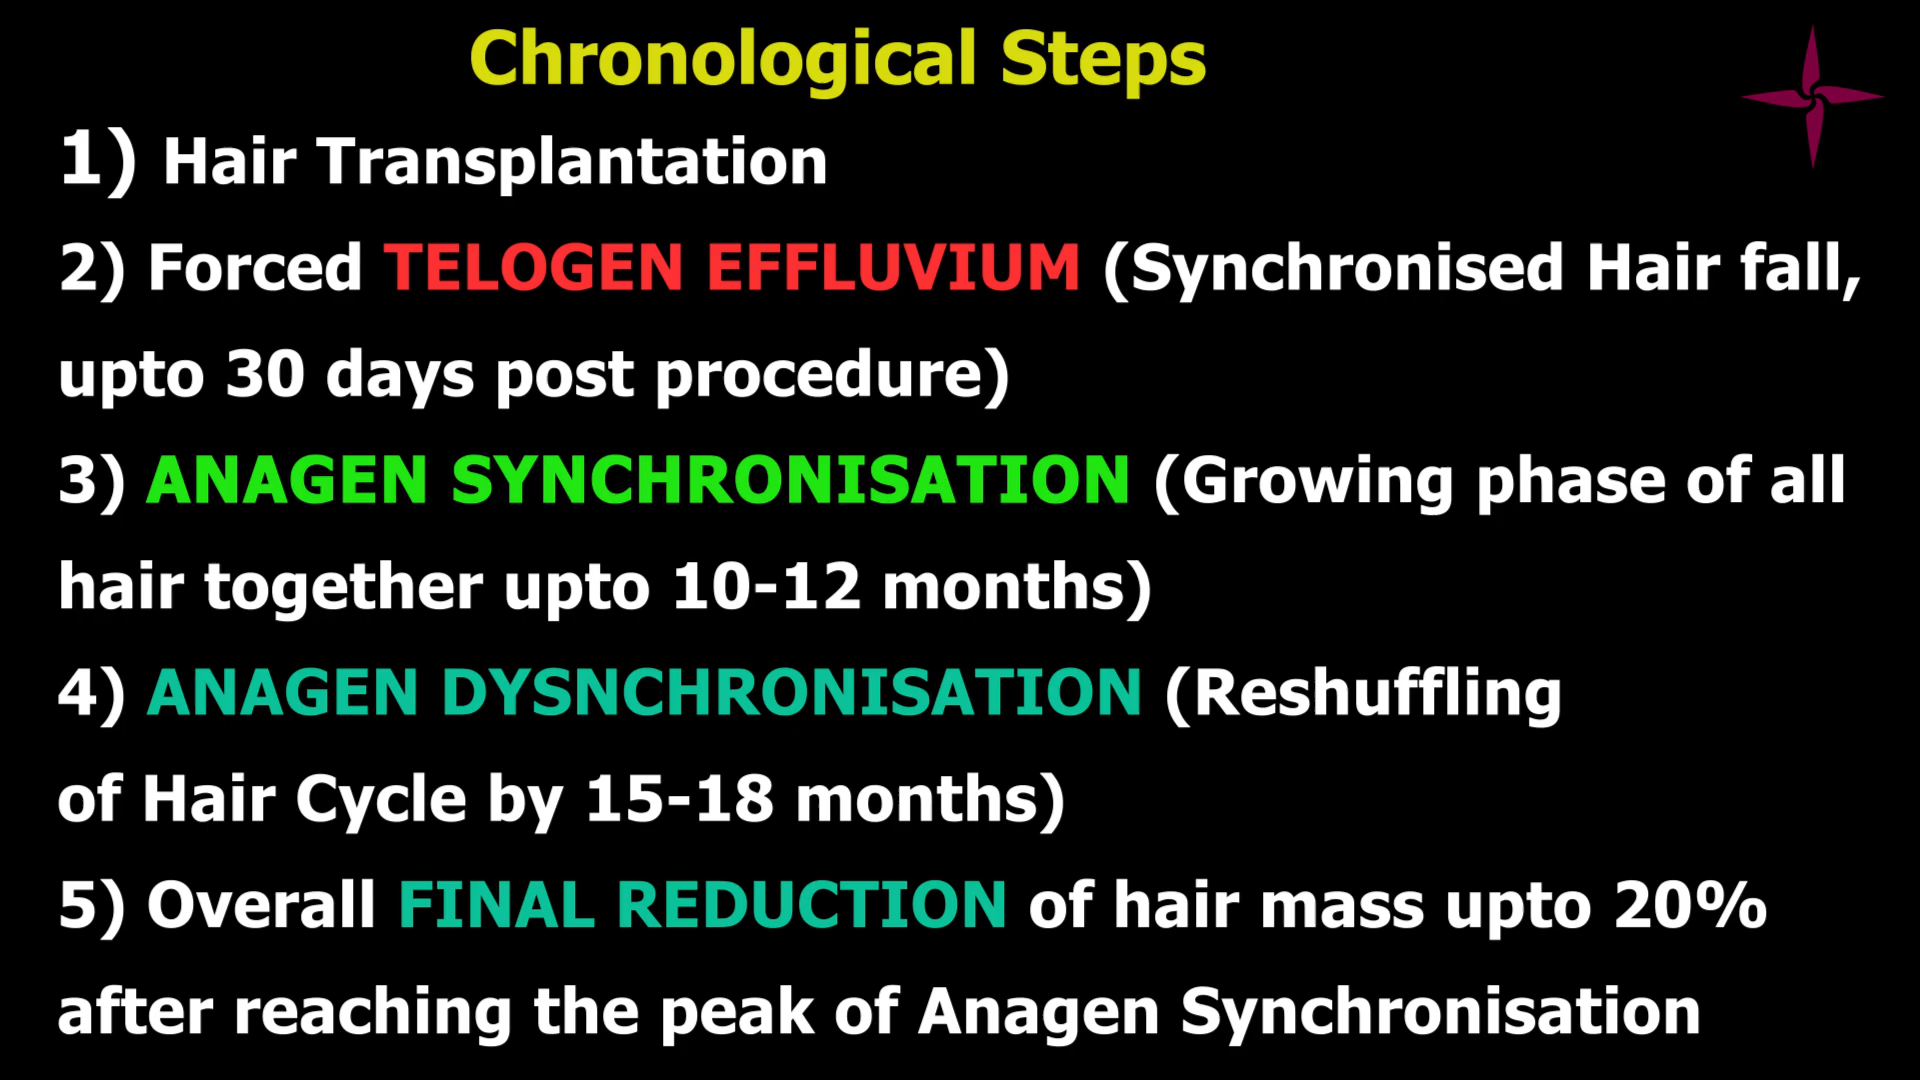 Chronological Steps
1) Hair Transplantation
2) Forced TELOGEN EFFLUVIUM (Synchronised Hair fall,
upto 30 days post procedure)
3) ANAGEN SYNCHRONISATION (Growing phase of all
hair together upto 10-12 months)
4) ANAGEN DYSNCHRONISATION (Reshuffling
of Hair Cycle by 15-18 months)
5) Overall FINAL REDUCTION of hair mass upto 20%
after reaching the peak of Anagen Synchronisation